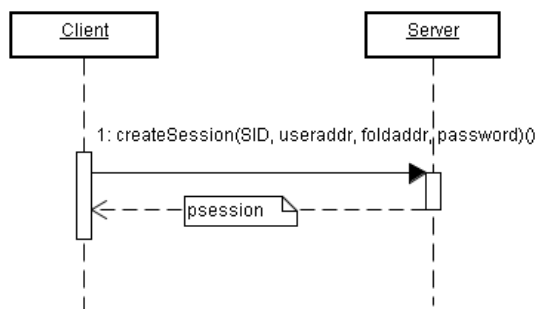 Client
Server
1: createSession(SID, useraddr, foldaddr, password)()
psession